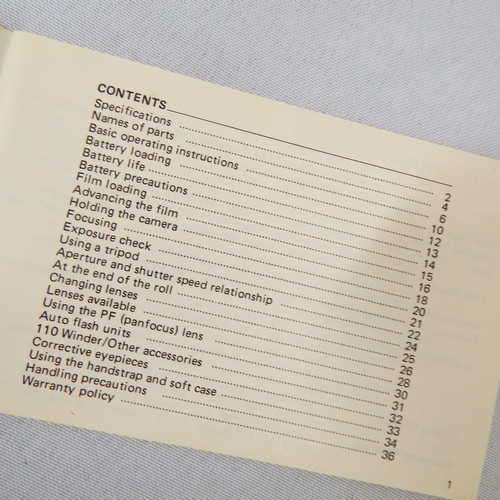 CONTENTS
Specifications 2
Names of parts 4
Basic operating instructions 6
Battery loading 10
Battery life 12
Battery precautions 13
Film loading 14
Advancing the film 15
Holding the camera 16
Focusing 18
Exposure check 20
Using a tripod 21
Aperture and shutter speed relationship 22
At the end of the roll 24
Changing lenses 25
Lenses available 26
Using the PF (panfocus) lens 28
Auto flash units 30
110 Winder/Other accessories 31
Corrective eyepieces 32
Using the handstrap and soft case 33
Handling precautions 34
Warranty policy 36
1